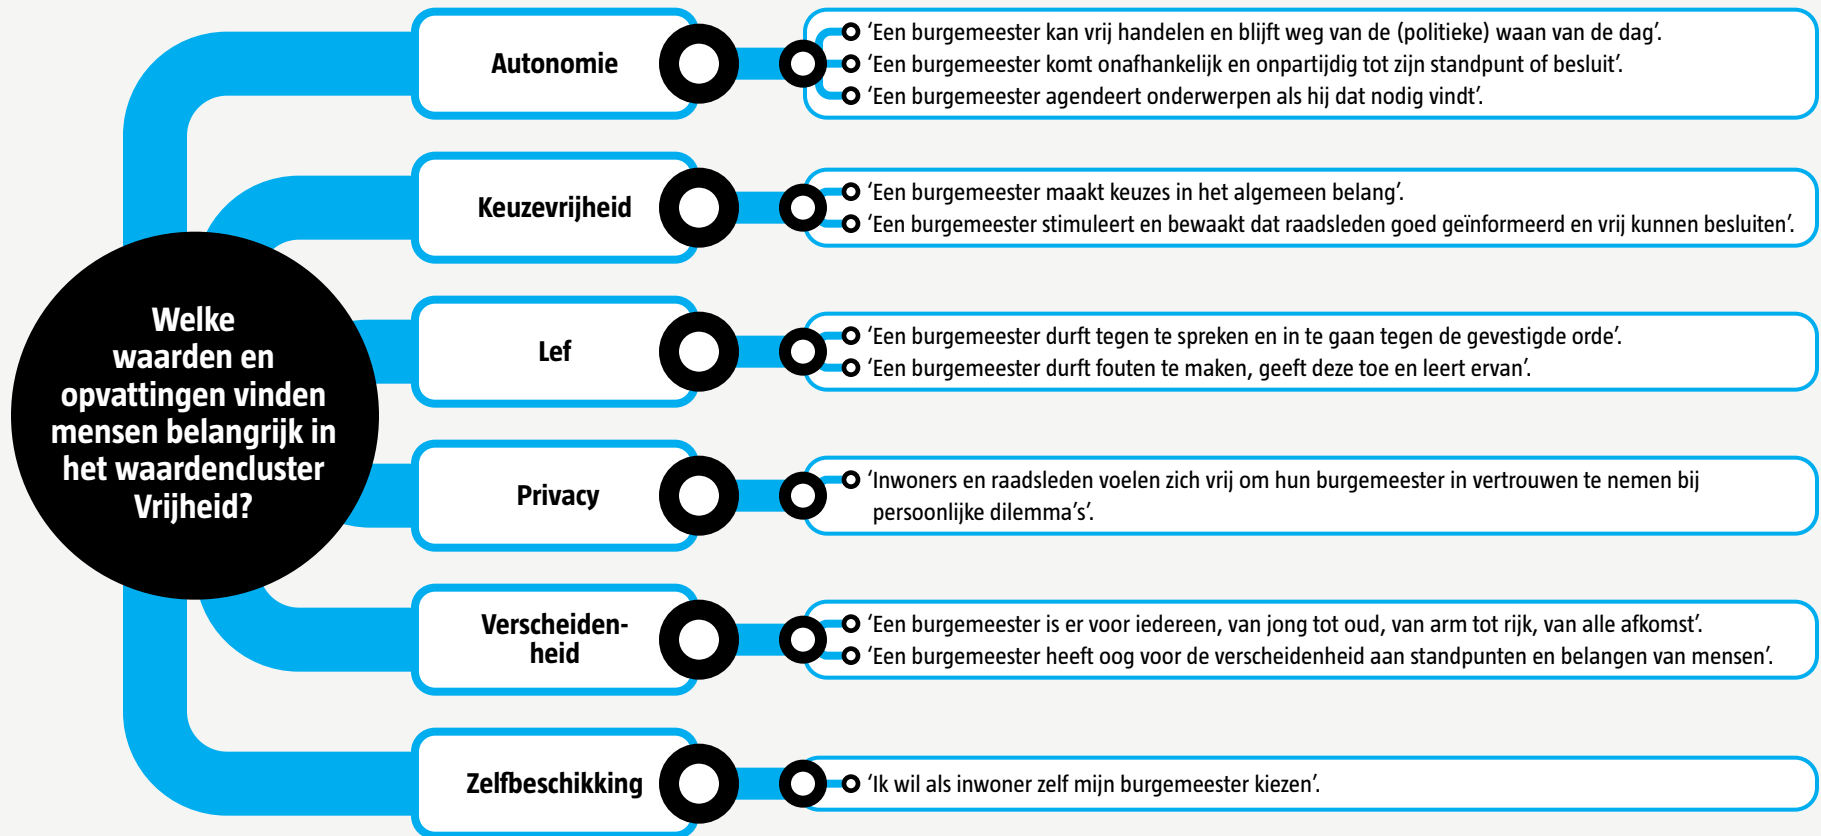 Welke
waarden en
opvattingen vinden
mensen belangrijk in
het waardencluster
Vrijheid?
Autonomie
‘Een burgemeester kan vrij handelen en blijft weg van de (politieke) waan van de dag’.
‘Een burgemeester komt onafhankelijk en onpartijdig tot zijn standpunt of besluit’.
‘Een burgemeester agendeert onderwerpen als hij dat nodig vindt’.
Keuzevrijheid
‘Een burgemeester maakt keuzes in het algemeen belang’.
‘Een burgemeester stimuleert en bewaakt dat raadsleden goed geïnformeerd en vrij kunnen besluiten’.
Lef
‘Een burgemeester durft tegen te spreken en in te gaan tegen de gevestigde orde’.
‘Een burgemeester durft fouten te maken, geeft deze toe en leert ervan’.
Privacy
‘Inwoners en raadsleden voelen zich vrij om hun burgemeester in vertrouwen te nemen bij
persoonlijke dilemma’s’.
Verscheiden-
heid
‘Een burgemeester is er voor iedereen, van jong tot oud, van arm tot rijk, van alle afkomst’.
‘Een burgemeester heeft oog voor de verscheidenheid aan standpunten en belangen van mensen’.
Zelfbeschikking
‘Ik wil als inwoner zelf mijn burgemeester kiezen’.